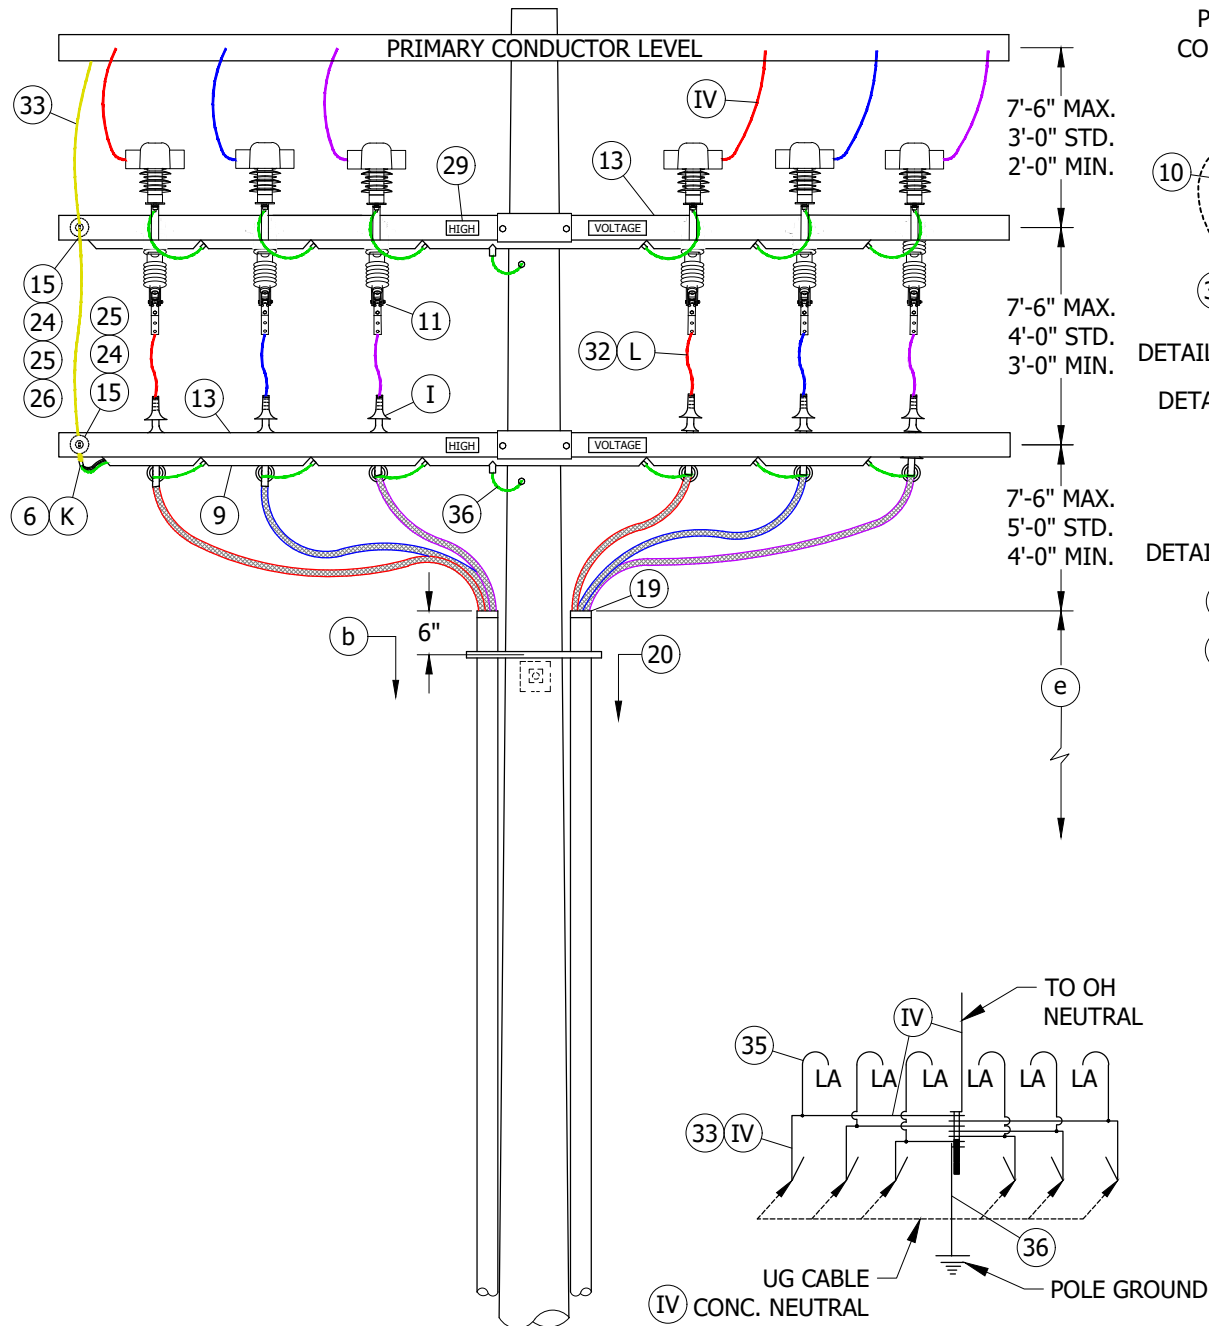 PRIMARY CONDUCTOR LEVEL
P
CO
33
IV
7'-6" MAX.
3'-0" STD.
2'-0" MIN.
29
13
10
HIGH
VOLTAGE
15
24
25
26
25
24
15
11
32 L
7'-6" MAX.
4'-0" STD.
3'-0" MIN.
3
DETAIL
DETA
13
I
HIGH
VOLTAGE
6 K
9
36
7'-6" MAX.
5'-0" STD.
4'-0" MIN.
DETAI
19
b
6"
20
e
TO OH
NEUTRAL
IV
35
LA LA LA LA LA LA
33 IV
36
UG CABLE
IV CONC. NEUTRAL
POLE GROUND